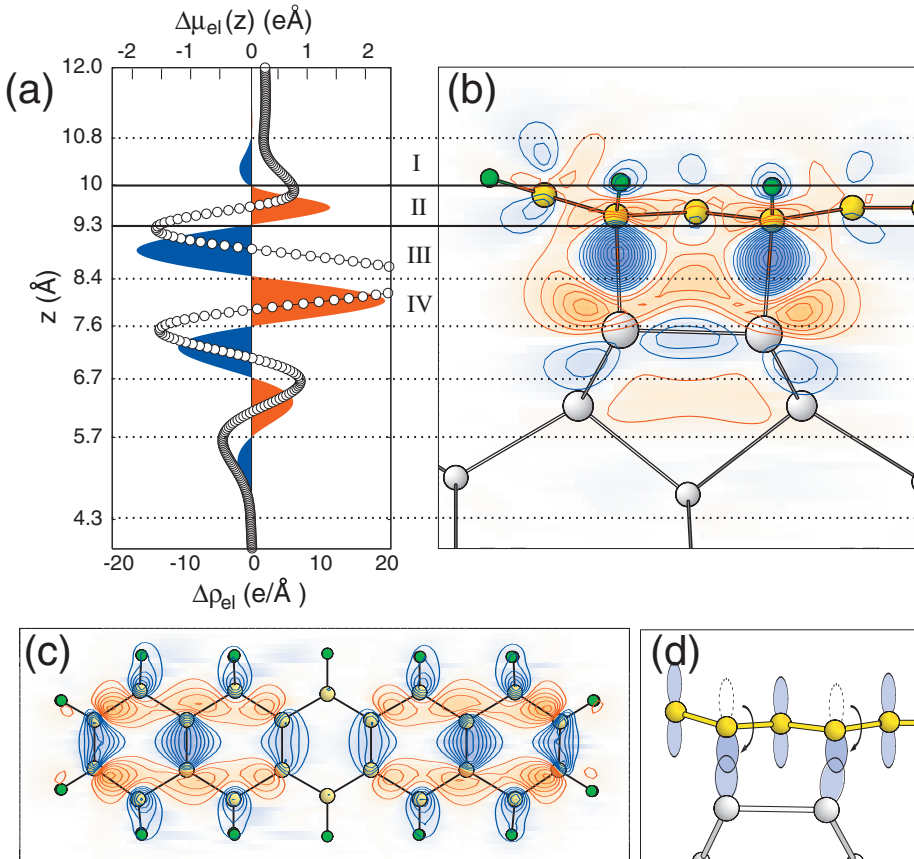 Δμel(z) (eÅ)
-2 -1 0 1 2
(a)
(b)
12.0
10.8
10
9.3
8.4
7.6
6.7
5.7
4.3
z (Å)
I
II
III
IV
-20 -10 0 10 20
Δρel (e/Å)
(c)
(d)